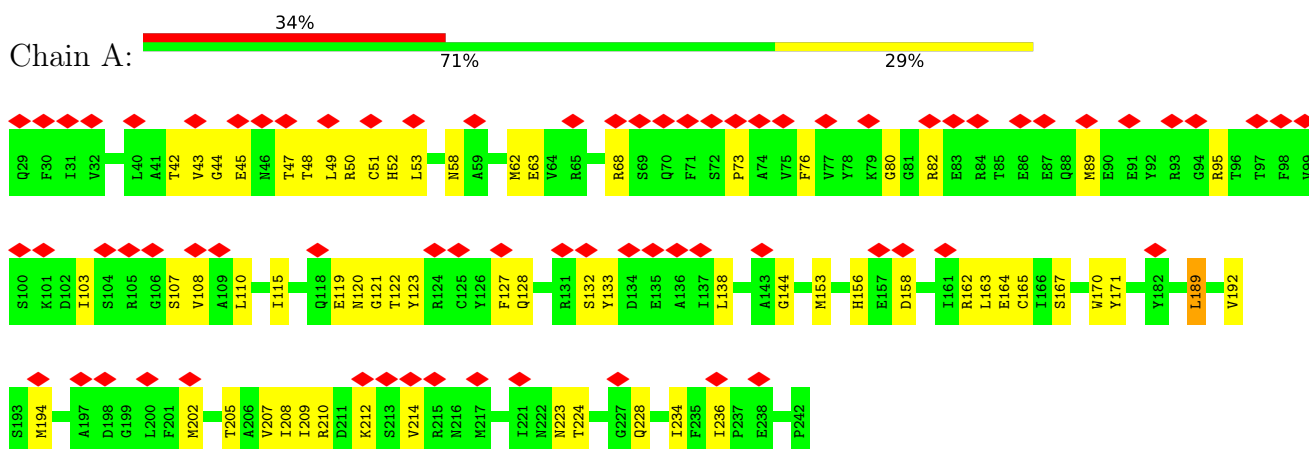 34%
Chain A:
71% 29%
Q29 F30 I31 V32 L40 A41 T42 V43 G44 E45 N46 T47 T48 L49 R50 C51 H52 L53 N58 A59 M62 E63 V64 R65 R68 S69 Q70 F71 S72 P73 A74 V75 F76 V77 Y78 K79 G80 G81 R82 E83 R84 T85 E86 E87 Q88 M89 E90 E91 Y92 R93 G94 R95 T96 T97 F98 V99
S100 K101 D102 I103 S104 R105 G106 S107 V108 A109 L110 I115 Q118 E119 N120 G121 T122 Y123 R124 C125 Y126 F127 Q128 R131 S132 Y133 D134 E135 A136 I137 L138 A143 G144 M153 H156 E157 D158 I161 R162 L163 E164 C165 I166 S167 W170 Y171 Y182 L189 V192
S193 M194 A197 D198 G199 L200 F201 M202 T205 A206 V207 I208 I209 R210 D211 K212 S213 V214 R215 N216 M217 I221 N222 N223 T224 G227 Q228 I234 F235 I236 P237 E238 P242